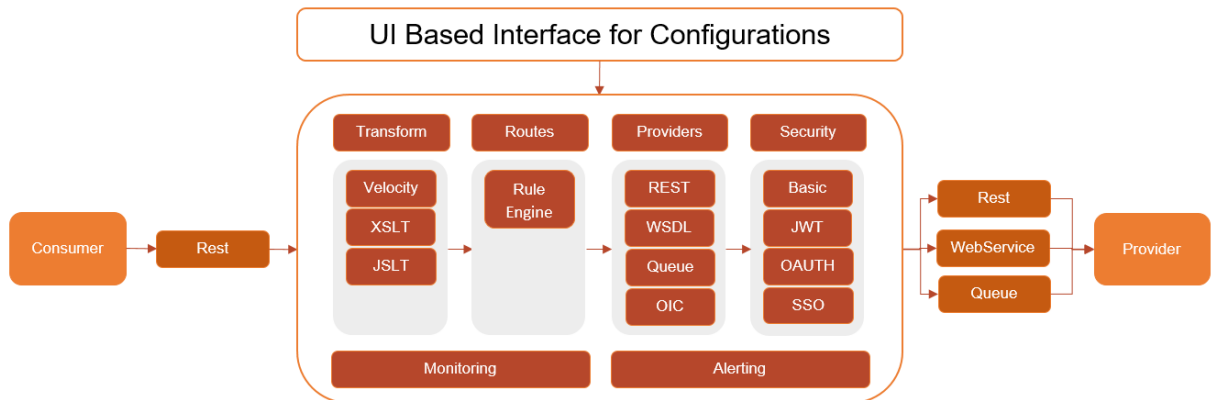 UI Based Interface for Configurations
Transform
Routes
Providers
Security
Velocity
XSLT
JSLT
Rule
Engine
REST
WSDL
Queue
OIC
Basic
JWT
OAUTH
SSO
Consumer
Rest
Rest
WebService
Queue
Provider
Monitoring
Alerting